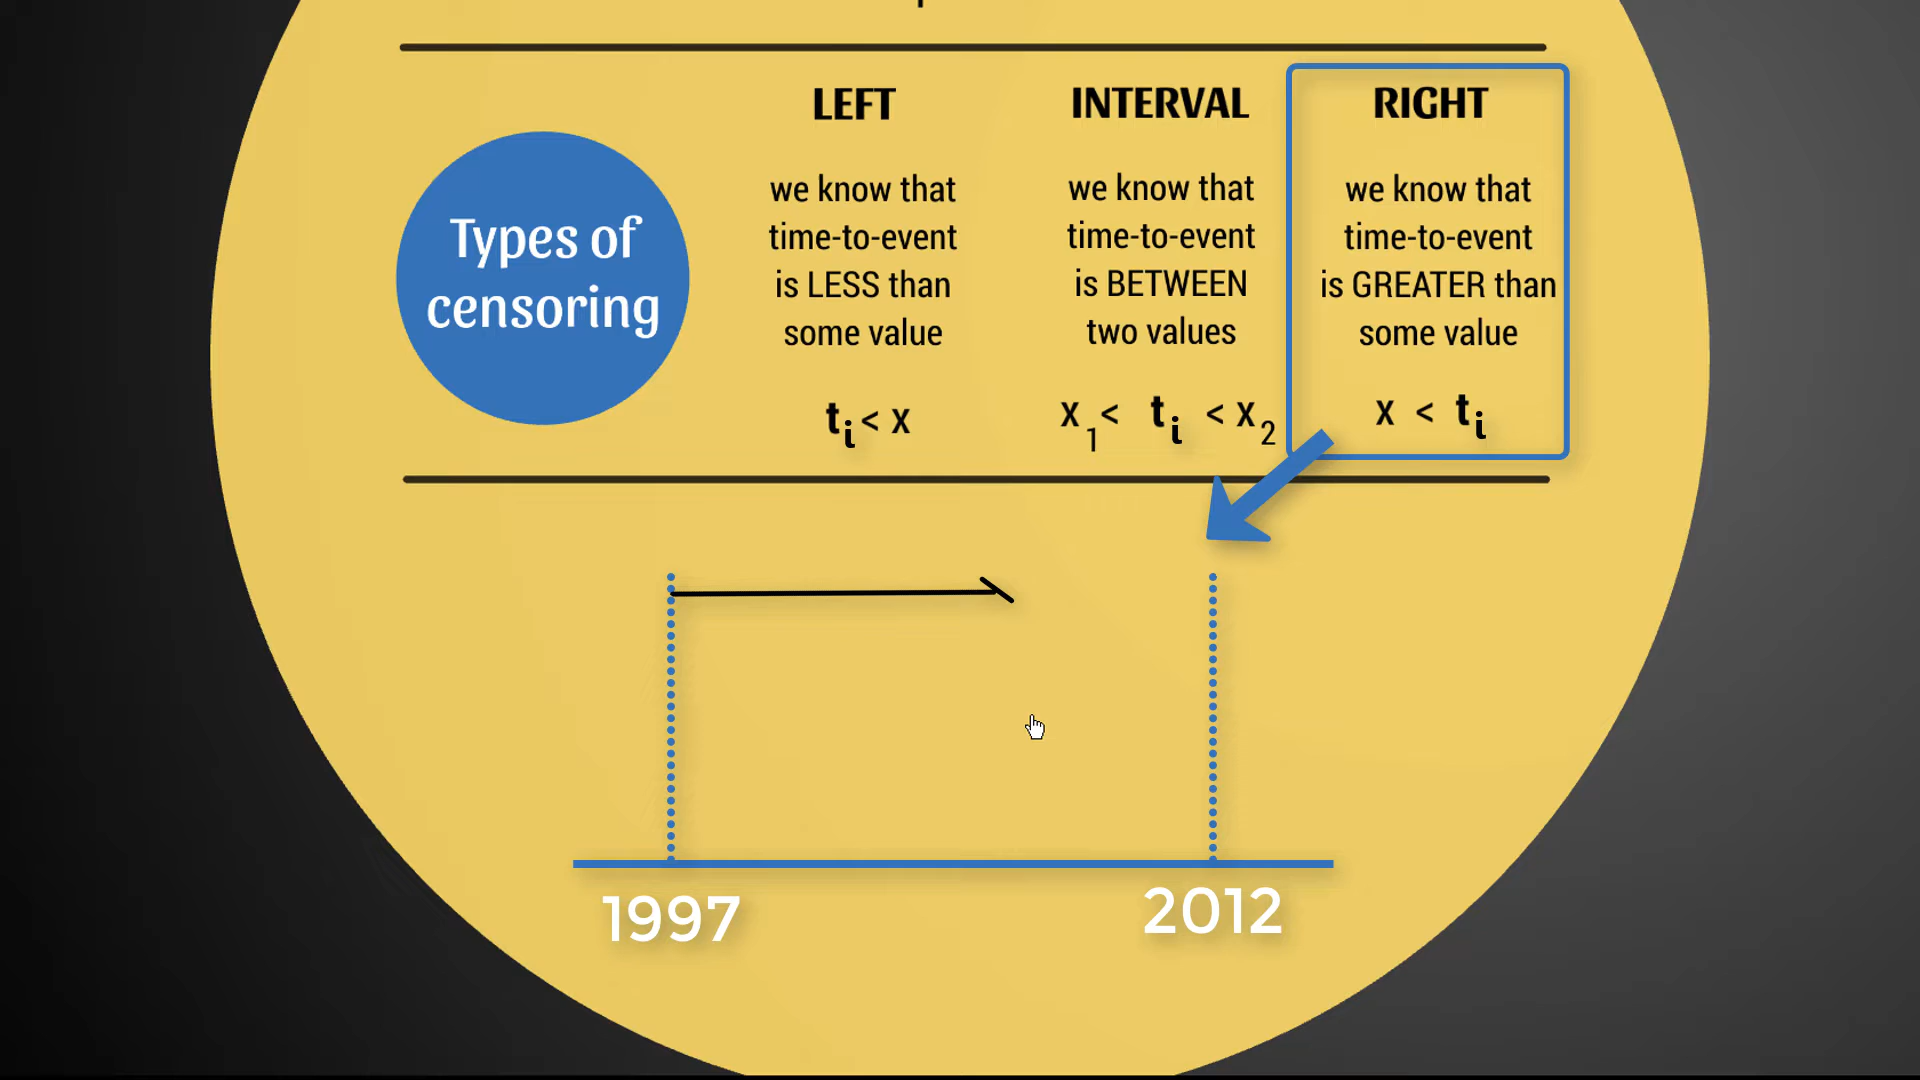 LEFT
we know that
time-to-event
is LESS than
some value
ti < x
INTERVAL
we know that
time-to-event
is BETWEEN
two values
x1 < ti < x2
RIGHT
we know that
time-to-event
is GREATER than
some value
x < ti
Types of
censoring
1997
2012